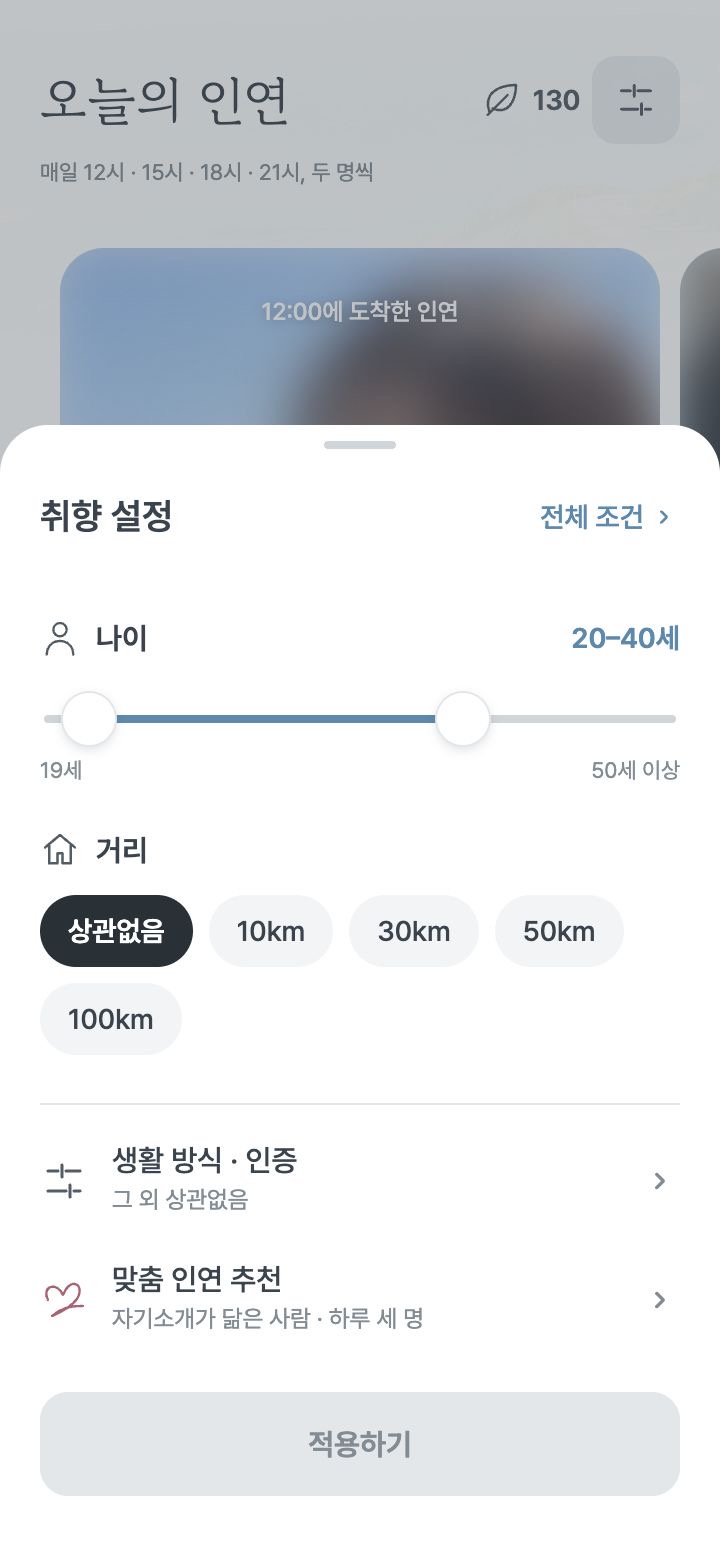 오늘의 인연
130
매일 12시 · 15시 · 18시 · 21시, 두 명씩
12:00에 도착한 인연
취향 설정
전체 조건
나이
20–40세
19세
50세 이상
거리
상관없음
10km
30km
50km
100km
생활 방식 · 인증
그 외 상관없음
맞춤 인연 추천
자기소개가 닮은 사람 · 하루 세 명
적용하기